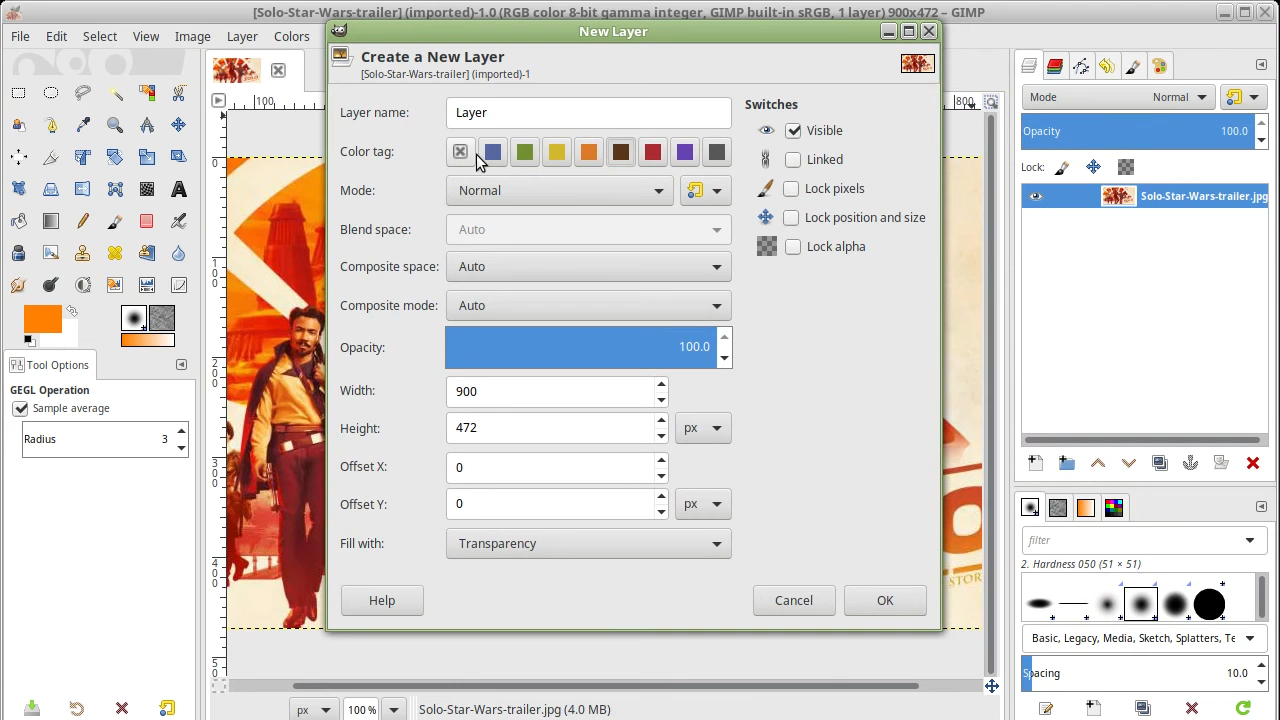 [Solo-Star-Wars-trailer] (imported)-1.0 (RGB color 8-bit gamma integer, GIMP built-in sRGB, 1 layer) 900x472 – GIMP
File Edit Select View Image Layer Colors
New Layer
Create a New Layer
[Solo-Star-Wars-trailer] (imported)-1
Layer name: Layer
Color tag:
Mode: Normal
Blend space: Auto
Composite space: Auto
Composite mode: Auto
Opacity: 100.0
Width: 900
Height: 472 px
Offset X: 0
Offset Y: 0 px
Fill with: Transparency
Help Cancel OK
Switches
Visible
Linked
Lock pixels
Lock position and size
Lock alpha
Tool Options
GEGL Operation
Sample average
Radius 3
100
800
0
100
200
300
400
50
px 100 % Solo-Star-Wars-trailer.jpg (4.0 MB)
Mode Normal
Opacity 100.0
Lock:
Solo-Star-Wars-trailer.jpg
filter
2. Hardness 050 (51 × 51)
Basic, Legacy, Media, Sketch, Splatters, Te
Spacing 10.0